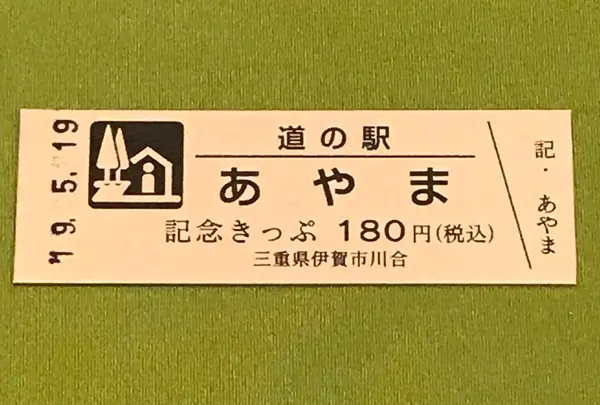 19. 5. 19
道の駅
あやま
記念きっぷ 180円(税込)
三重県伊賀市川合
記・あやま